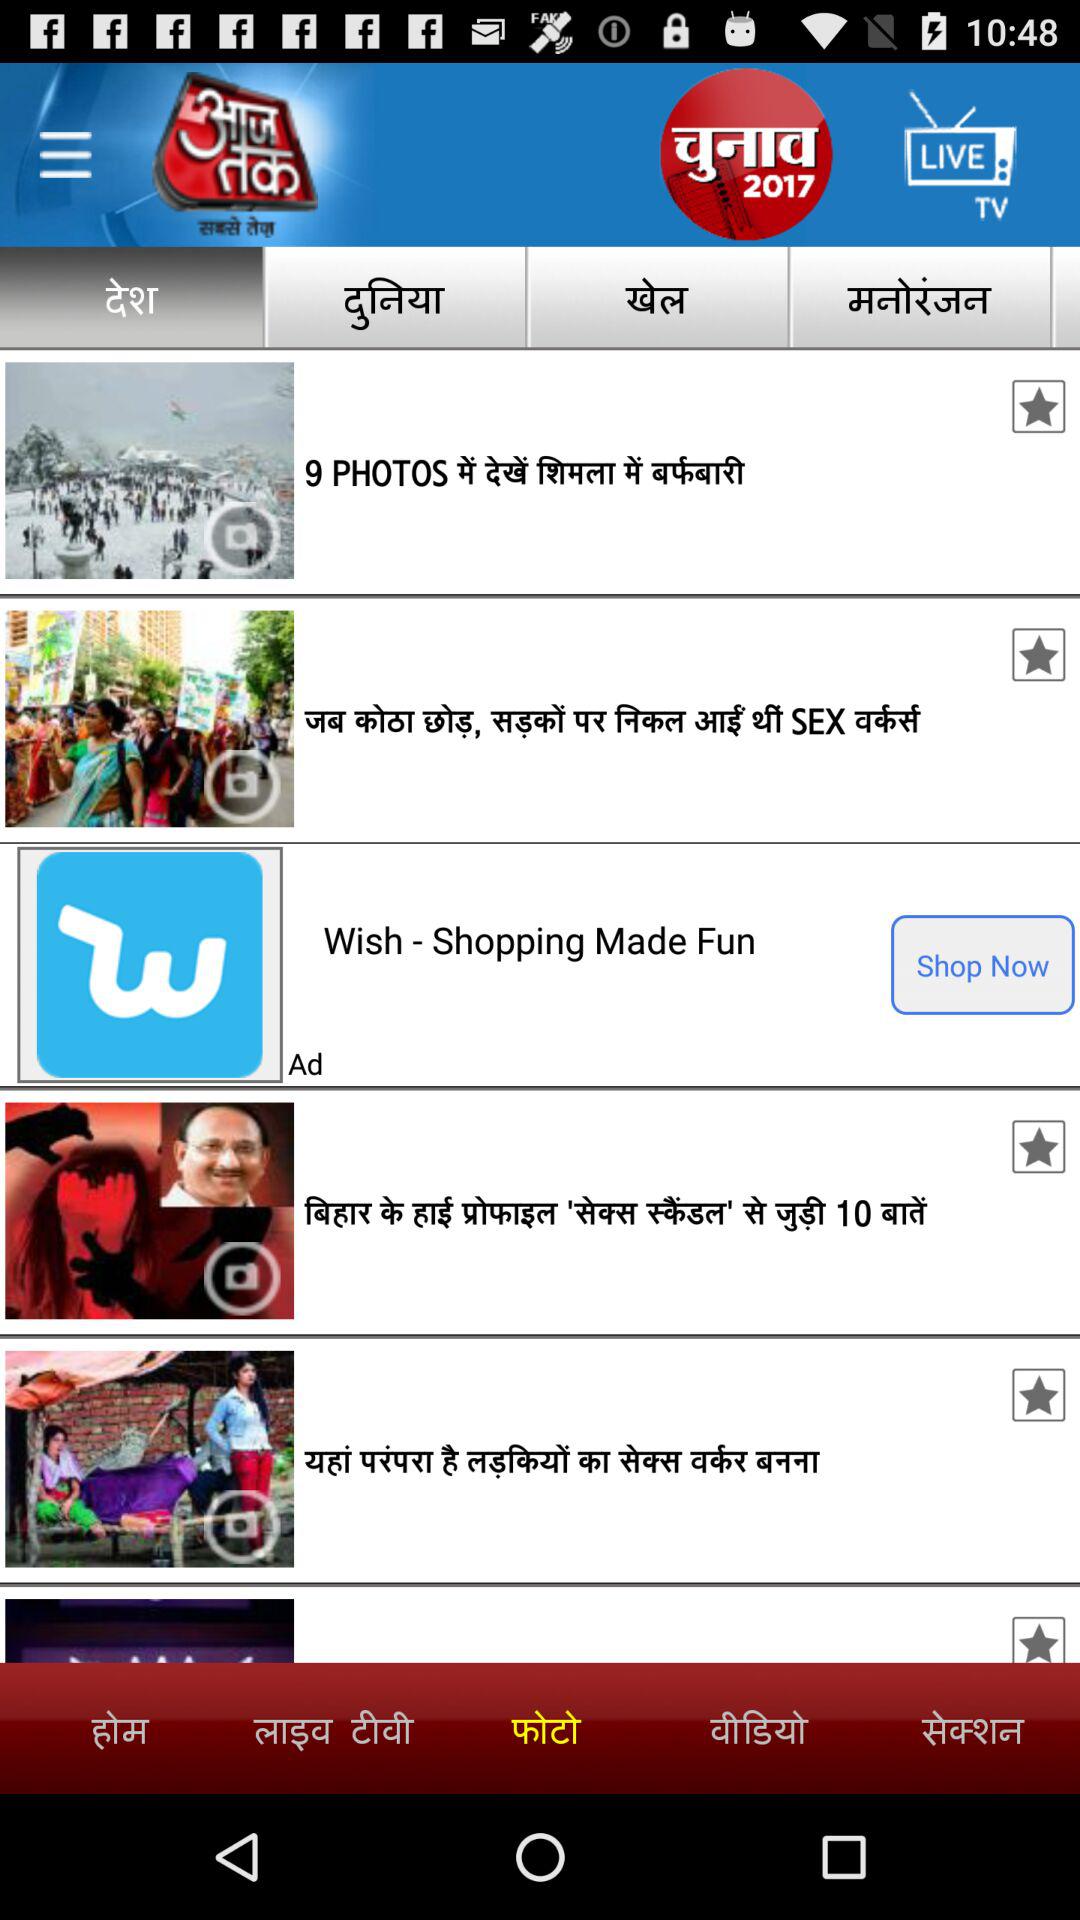 FAKE
10:48
आज
तक
सबसे तेज़
चुनाव
2017
LIVE
TV
देश दुनिया खेल मनोरंजन
9 PHOTOS में देखें शिमला में बर्फबारी
जब कोठा छोड़, सड़कों पर निकल आईं थीं SEX वर्कर्स
Wish - Shopping Made Fun
Shop Now
Ad
बिहार के हाई प्रोफाइल 'सेक्स स्कैंडल' से जुड़ी 10 बातें
यहां परंपरा है लड़कियों का सेक्स वर्कर बनना
होम लाइव टीवी फोटो वीडियो सेक्शन